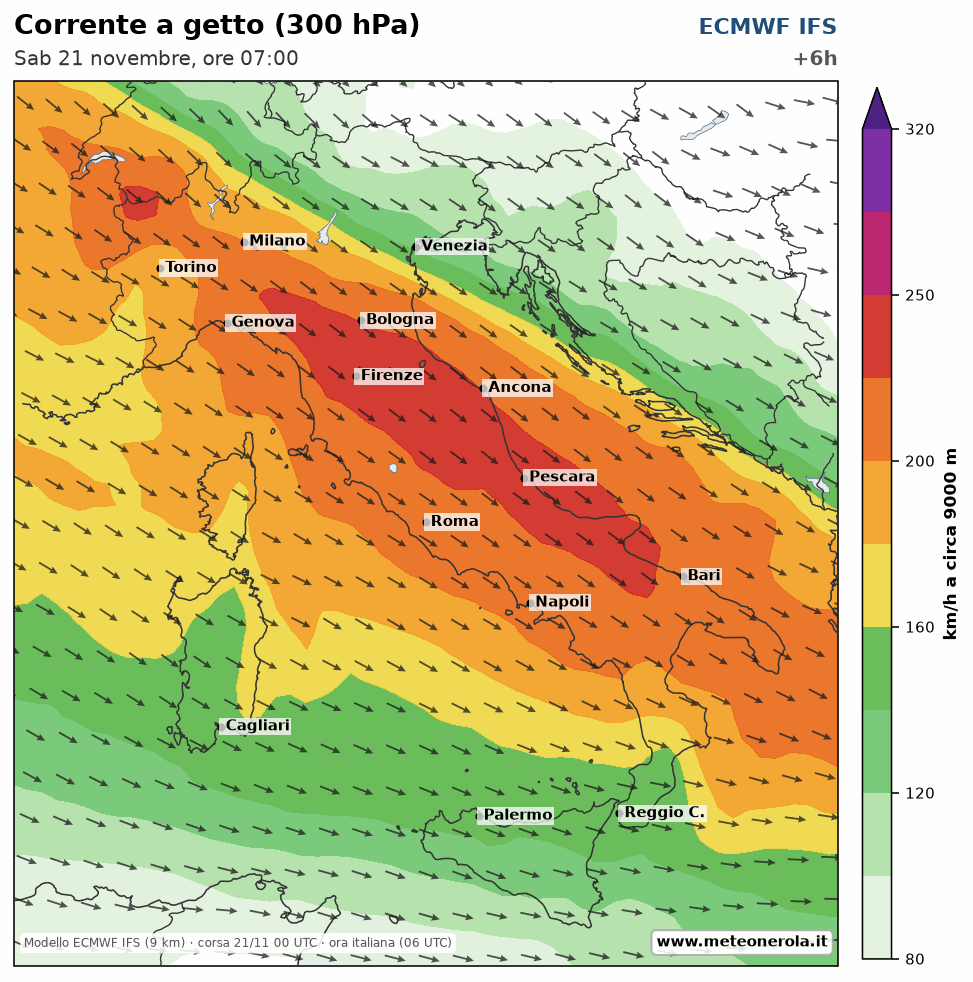 Corrente a getto (300 hPa)
ECMWF IFS
Sab 21 novembre, ore 07:00
+6h
320
Milano
Venezia
Torino
250
Genova
Bologna
Firenze
Ancona
200
Pescara
Roma
Bari
Napoli
160
km/h a circa 9000 m
Cagliari
120
Palermo
Reggio C.
Modello ECMWF IFS (9 km) · corsa 21/11 00 UTC · ora italiana (06 UTC)
www.meteonerola.it
80